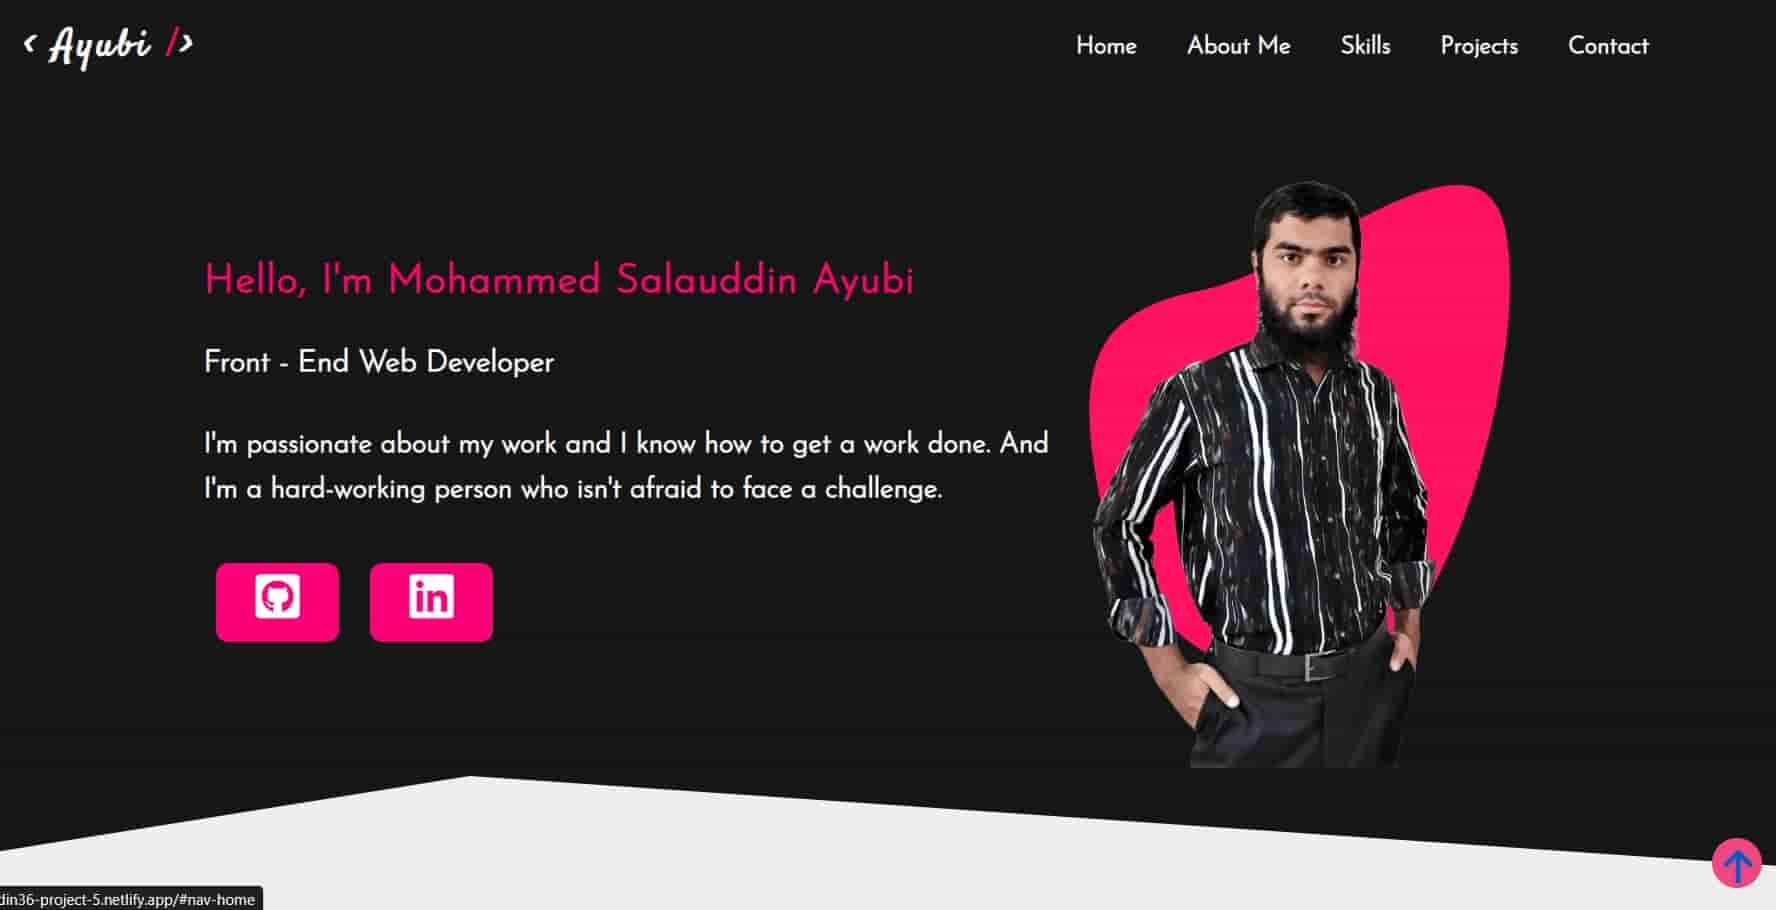 < Ayubi />
Home About Me Skills Projects Contact
Hello, I'm Mohammed Salauddin Ayubi
Front - End Web Developer
I'm passionate about my work and I know how to get a work done. And
I'm a hard-working person who isn't afraid to face a challenge.
in
din36-project-5.netlify.app/#nav-home